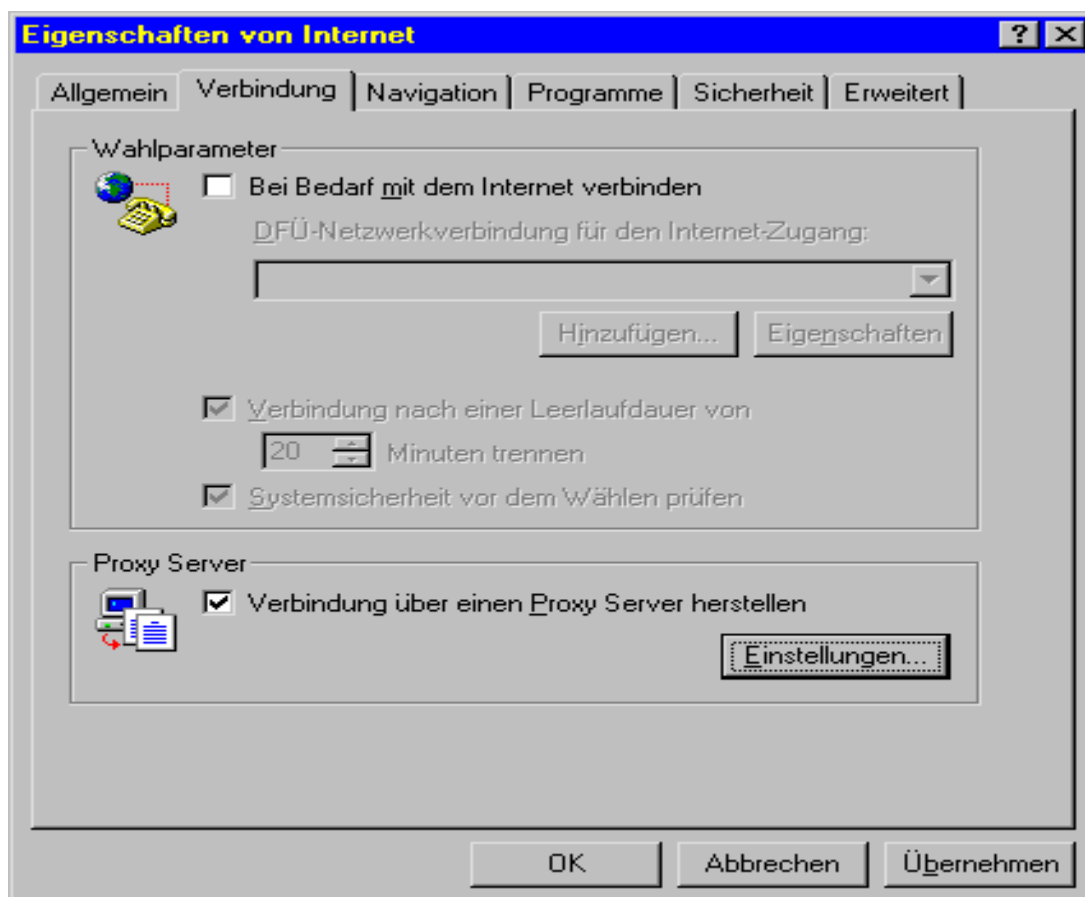 Eigenschaften von Internet
Allgemein Verbindung Navigation Programme Sicherheit Erweitert
Wahlparameter
Bei Bedarf mit dem Internet verbinden
DFÜ-Netzwerkverbindung für den Internet-Zugang:
Hinzufügen... Eigenschaften
Verbindung nach einer Leerlaufdauer von
20 Minuten trennen
Systemsicherheit vor dem Wählen prüfen
Proxy Server
Verbindung über einen Proxy Server herstellen
Einstellungen...
OK Abbrechen Übernehmen